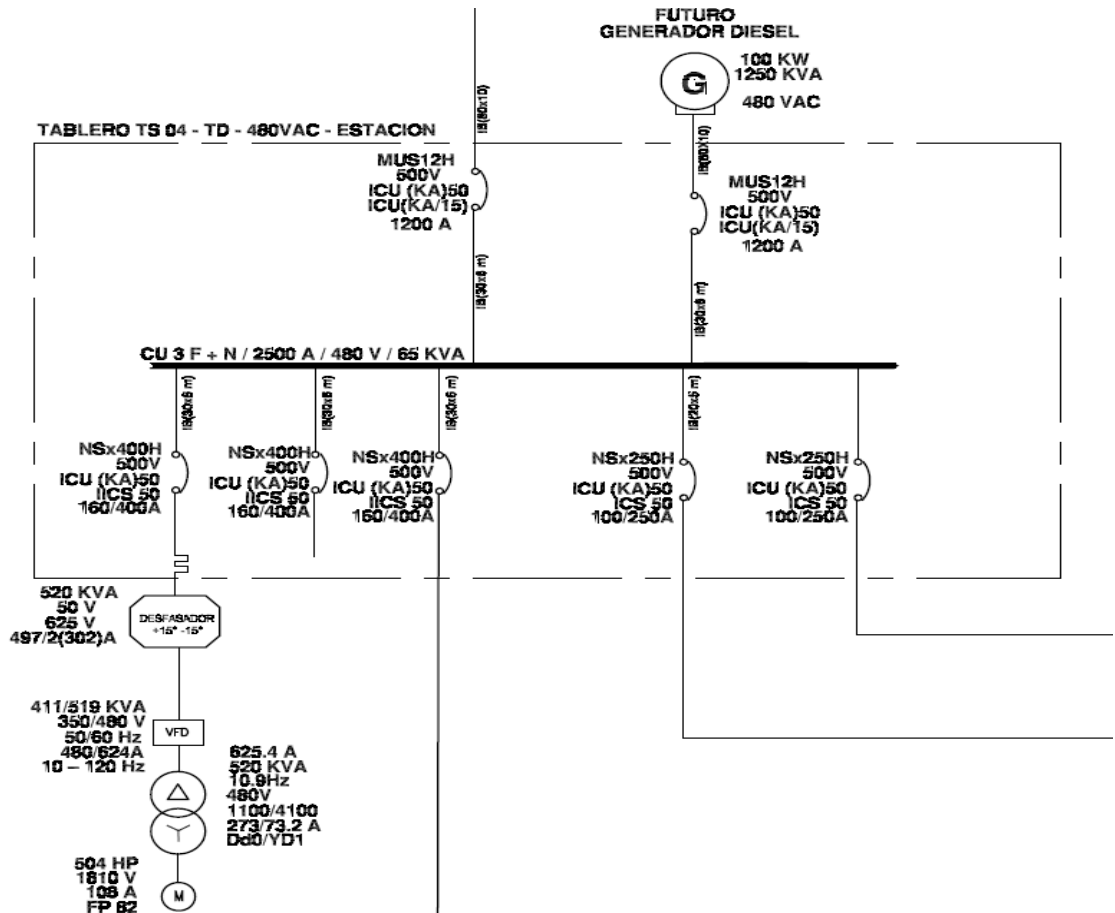 FUTURO
GENERADOR DIESEL
100 KW
1250 KVA
480 VAC
G
TABLERO TS 04 - TD - 480VAC - ESTACION
MUS12H
500V
ICU (KA)50
ICU(KA/15)
1200 A
MUS12H
500V
ICU (KA)50
ICU(KA/15)
1200 A
CU 3 F + N / 2500 A / 480 V / 65 KVA
NSx400H
500V
ICU (KA)50
IICS 50
160/400A
NSx400H
500V
ICU (KA)50
IICS 50
160/400A
NSx400H
500V
ICU (KA)50
IICS 50
160/400A
NSx250H
500V
ICU (KA)50
ICS 50
100/250A
NSx250H
500V
ICU (KA)50
ICS 50
100/250A
520 KVA
50 V
625 V
497/2(302)A
DESFASADOR
+15° -15°
411/519 KVA
350/480 V
50/60 Hz
480/624A
10 – 120 Hz
VFD
625.4 A
520 KVA
10.9Hz
480V
1100/4100
273/73.2 A
Dd0/YD1
504 HP
1810 V
108 A
FP 82
M